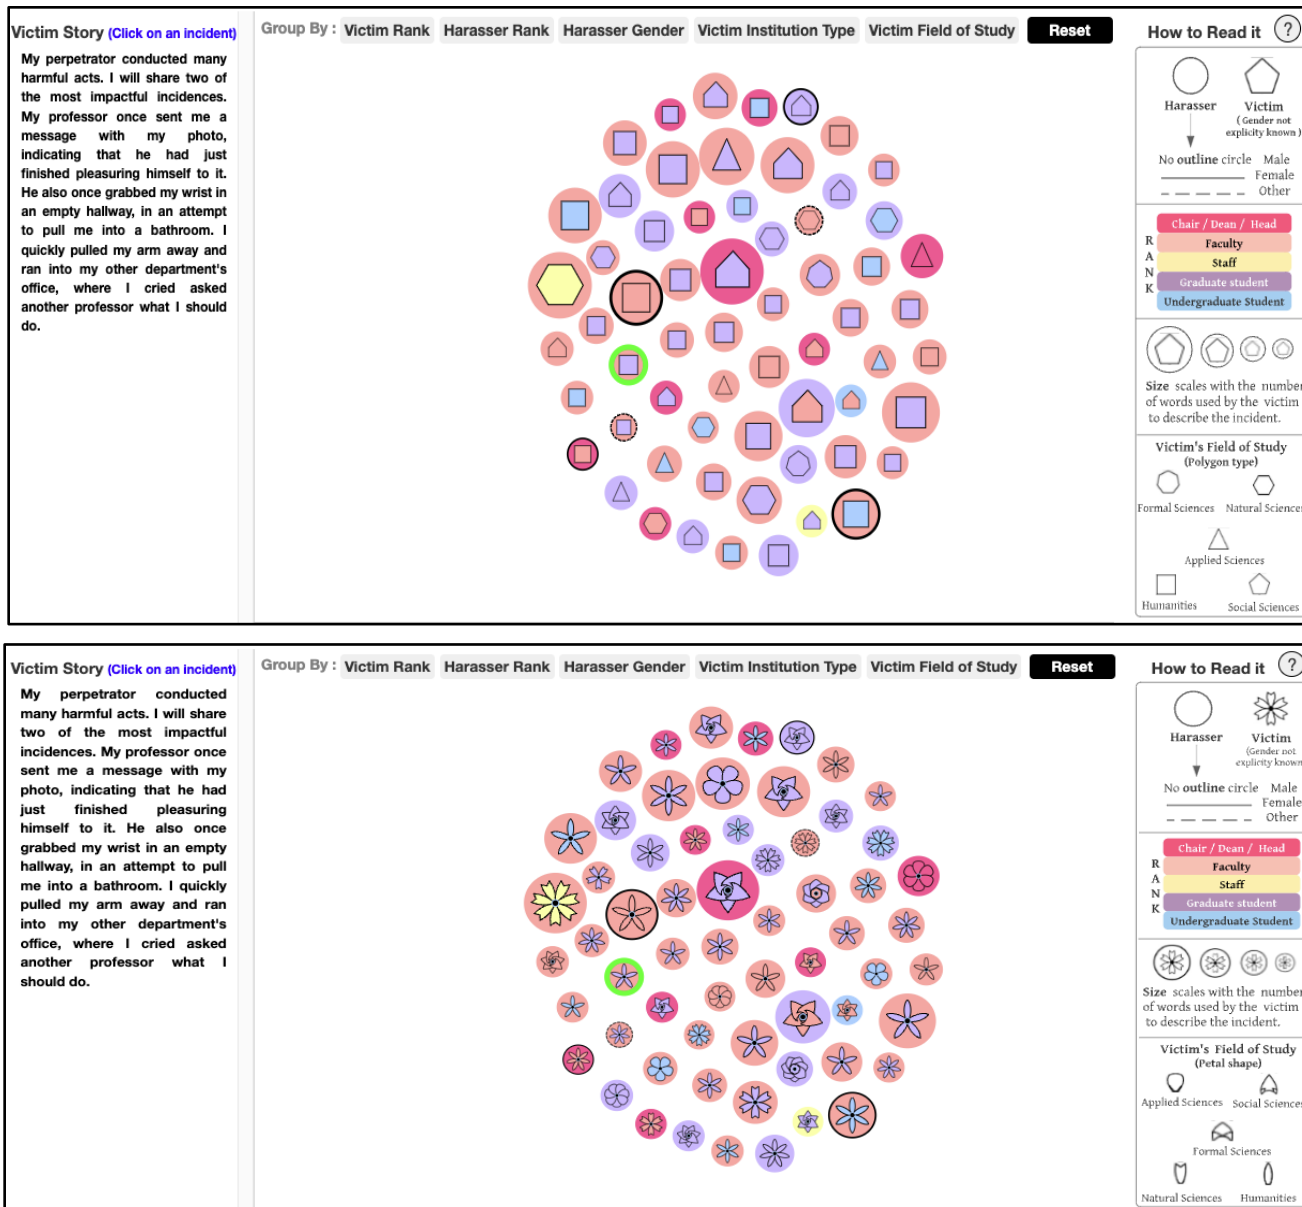 Victim Story (Click on an incident)
My perpetrator conducted many
harmful acts. I will share two of
the most impactful incidences.
My professor once sent me a
message with my photo,
indicating that he had just
finished pleasuring himself to it.
He also once grabbed my wrist in
an empty hallway, in an attempt
to pull me into a bathroom. I
quickly pulled my arm away and
ran into my other department's
office, where I cried asked
another professor what I should
do.
Group By : Victim Rank Harasser Rank Harasser Gender Victim Institution Type Victim Field of Study Reset
How to Read it ?
Harasser Victim
( Gender not
explicity known )
No outline circle Male
Female
Other
RANK
Chair / Dean / Head
Faculty
Staff
Graduate student
Undergraduate Student
Size scales with the number
of words used by the victim
to describe the incident.
Victim's Field of Study
(Polygon type)
Formal Sciences Natural Sciences
Applied Sciences
Humanities Social Sciences
Victim Story (Click on an incident)
My perpetrator conducted
many harmful acts. I will share
two of the most impactful
incidences. My professor once
sent me a message with my
photo, indicating that he had
just finished pleasuring
himself to it. He also once
grabbed my wrist in an empty
hallway, in an attempt to pull
me into a bathroom. I quickly
pulled my arm away and ran
into my other department's
office, where I cried asked
another professor what I
should do.
Group By : Victim Rank Harasser Rank Harasser Gender Victim Institution Type Victim Field of Study Reset
How to Read it ?
Harasser Victim
(Gender not
explicity known
No outline circle Male
Female
Other
RANK
Chair / Dean / Head
Faculty
Staff
Graduate student
Undergraduate Student
Size scales with the number
of words used by the victim
to describe the incident.
Victim's Field of Study
(Petal shape)
Applied Sciences Social Sciences
Formal Sciences
Natural Sciences Humanities